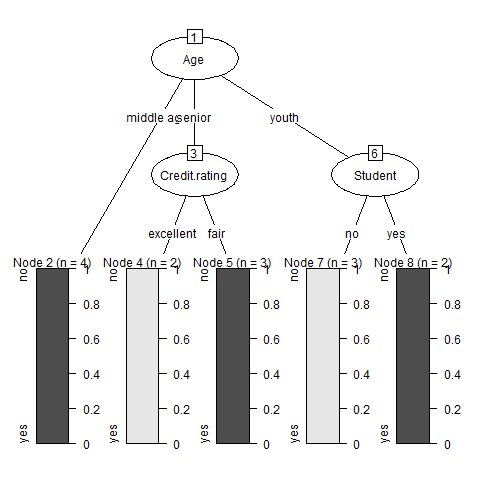 1
Age
middle a
senior
youth
3
Credit.rating
6
Student
excellent
fair
no
yes
Node 2 (n = 4)
Node 4 (n = 2)
Node 5 (n = 3)
Node 7 (n = 3)
Node 8 (n = 2)
no
yes
1
0.8
0.6
0.4
0.2
0
no
yes
1
0.8
0.6
0.4
0.2
0
no
yes
1
0.8
0.6
0.4
0.2
0
no
yes
1
0.8
0.6
0.4
0.2
0
no
yes
1
0.8
0.6
0.4
0.2
0